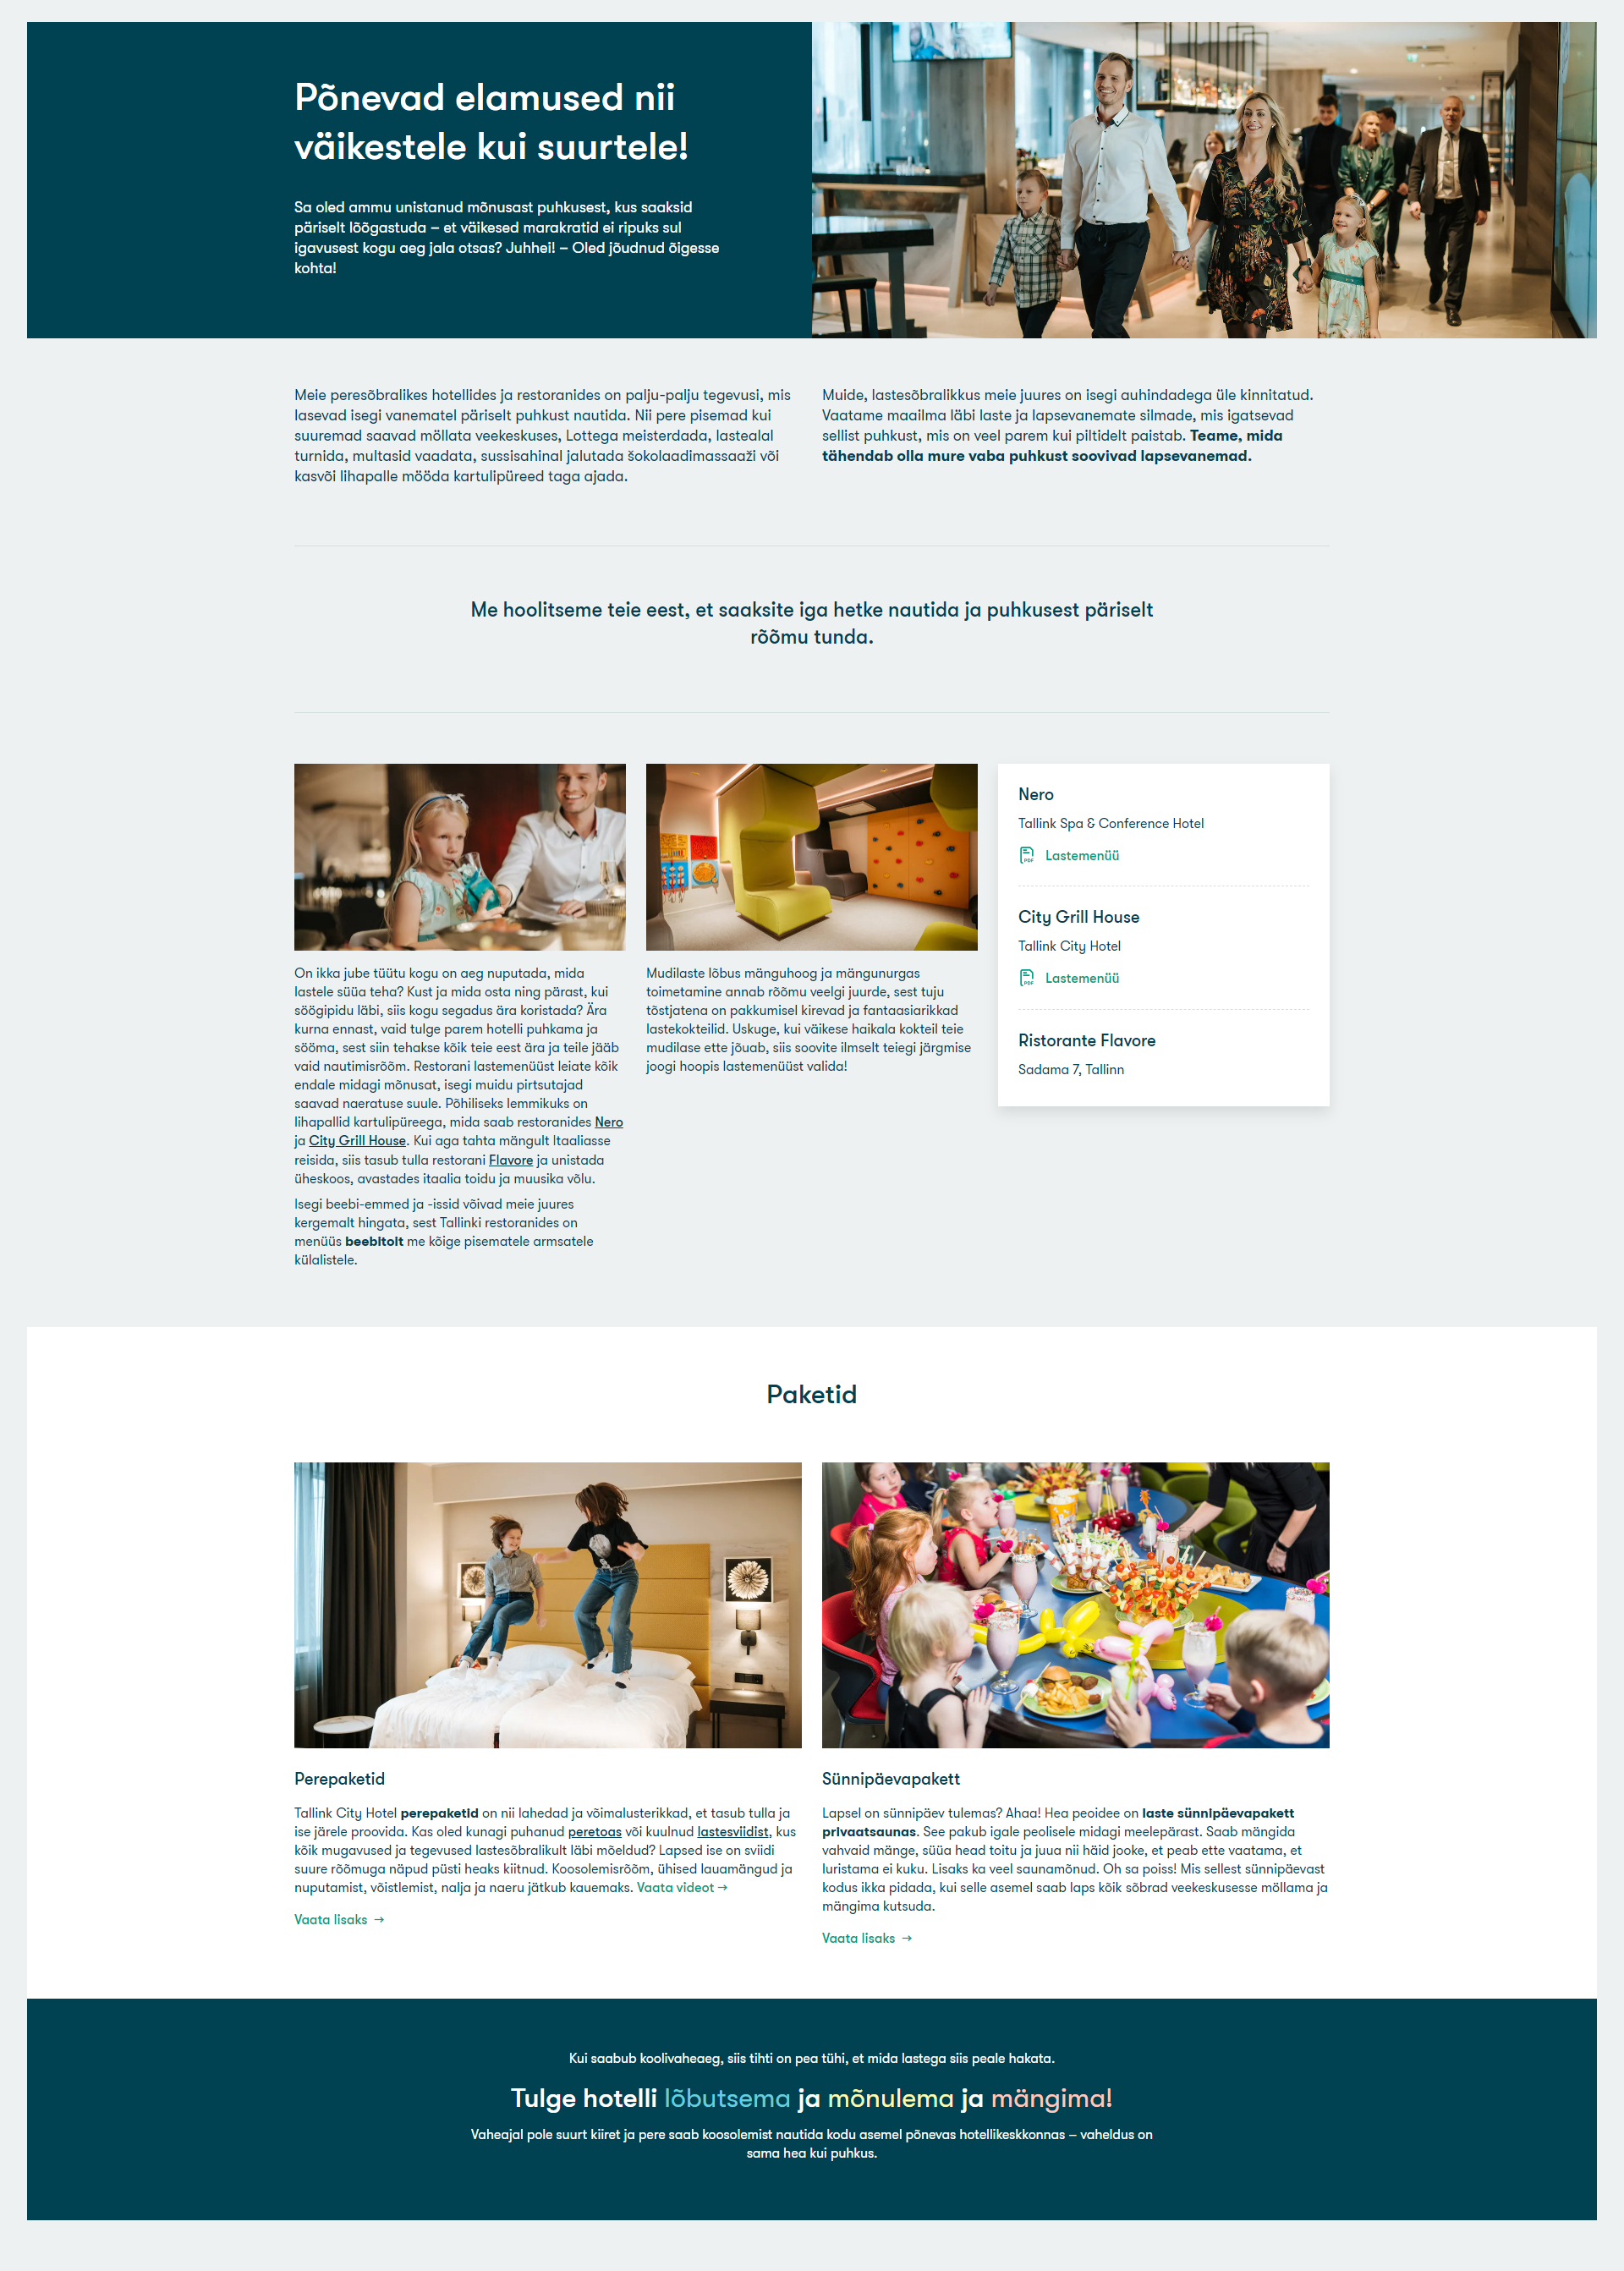 Põnevad elamused nii
väikestele kui suurtele!
Sa oled ammu unistanud mõnusast puhkusest, kus saaksid
päriselt lõõgastuda – et väikesed marakratid ei ripuks sul
igavusest kogu aeg jala otsas? Juhhei! – Oled jõudnud õigesse
kohta!
Meie peresõbralikes hotellides ja restoranides on palju-palju tegevusi, mis
lasevad isegi vanematel päriselt puhkust nautida. Nii pere pisemad kui
suuremad saavad möllata veekeskuses, Lottega meisterdada, lastealal
turnida, multasid vaadata, sussisahinal jalutada šokolaadimassaaži või
kasvõi lihapalle mööda kartulipüreed taga ajada.
Muide, lastesõbralikkus meie juures on isegi auhindadega üle kinnitatud.
Vaatame maailma läbi laste ja lapsevanemate silmade, mis igatsevad
sellist puhkust, mis on veel parem kui piltidelt paistab. Teame, mida
tähendab olla mure vaba puhkust soovivad lapsevanemad.
Me hoolitseme teie eest, et saaksite iga hetke nautida ja puhkusest päriselt
rõõmu tunda.
On ikka jube tüütu kogu on aeg nuputada, mida
lastele süüa teha? Kust ja mida osta ning pärast, kui
söögipidu läbi, siis kogu segadus ära koristada? Ära
kurna ennast, vaid tulge parem hotelli puhkama ja
sööma, sest siin tehakse kõik teie eest ära ja teile jääb
vaid nautimisrõõm. Restorani lastemenüüst leiate kõik
endale midagi mõnusat, isegi muidu pirtsutajad
saavad naeratuse suule. Põhiliseks lemmikuks on
lihapallid kartulipüreega, mida saab restoranides Nero
ja City Grill House. Kui aga tahta mängult Itaaliasse
reisida, siis tasub tulla restorani Flavore ja unistada
üheskoos, avastades itaalia toidu ja muusika võlu.
Isegi beebi-emmed ja -issid võivad meie juures
kergemalt hingata, sest Tallinki restoranides on
menüüs beebitoit me kõige pisematele armsatele
külalistele.
Mudilaste lõbus mänguhoog ja mängunurgas
toimetamine annab rõõmu veelgi juurde, sest tuju
tõstjatena on pakkumisel kirevad ja fantaasiarikkad
lastekokteilid. Uskuge, kui väikese haikala kokteil teie
mudilase ette jõuab, siis soovite ilmselt teiegi järgmise
joogi hoopis lastemenüüst valida!
Nero
Tallink Spa & Conference Hotel
PDF Lastemenüü
City Grill House
Tallink City Hotel
PDF Lastemenüü
Ristorante Flavore
Sadama 7, Tallinn
Paketid
Perepaketid
Tallink City Hotel perepaketid on nii lahedad ja võimalusterikkad, et tasub tulla ja
ise järele proovida. Kas oled kunagi puhanud peretoas või kuulnud lastesviidist, kus
kõik mugavused ja tegevused lastesõbralikult läbi mõeldud? Lapsed ise on sviidi
suure rõõmuga näpud püsti heaks kiitnud. Koosolemisrõõm, ühised lauamängud ja
nuputamist, võistlemist, nalja ja naeru jätkub kauemaks. Vaata videot →
Vaata lisaks →
Sünnipäevapakett
Lapsel on sünnipäev tulemas? Ahaa! Hea peoidee on laste sünnipäevapakett
privaatsaunas. See pakub igale peolisele midagi meelepärast. Saab mängida
vahvaid mänge, süüa head toitu ja juua nii häid jooke, et peab ette vaatama, et
luristama ei kuku. Lisaks ka veel saunamõnud. Oh sa poiss! Mis sellest sünnipäevast
kodus ikka pidada, kui selle asemel saab laps kõik sõbrad veekeskusesse möllama ja
mängima kutsuda.
Vaata lisaks →
Kui saabub koolivaheaeg, siis tihti on pea tühi, et mida lastega siis peale hakata.
Tulge hotelli lõbutsema ja mõnulema ja mängima!
Vaheajal pole suurt kiiret ja pere saab koosolemist nautida kodu asemel põnevas hotellikeskkonnas – vaheldus on
sama hea kui puhkus.